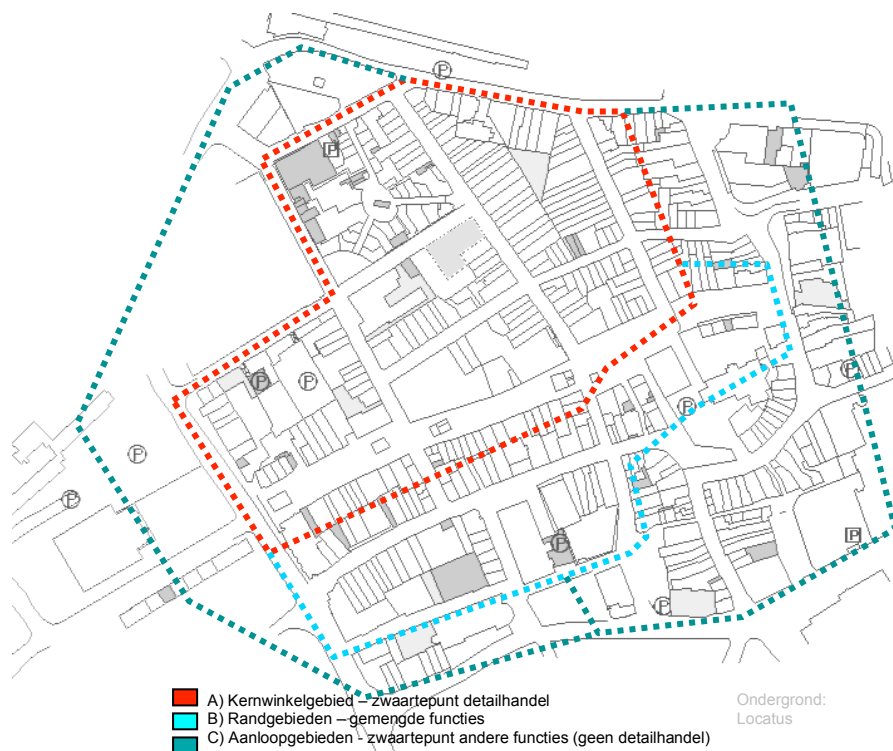 P
P
P
P
P
P
P
P
P
P
P
A) Kernwinkelgebied – zwaartepunt detailhandel
B) Randgebieden – gemengde functies
C) Aanloopgebieden - zwaartepunt andere functies (geen detailhandel)
Ondergrond:
Locatus